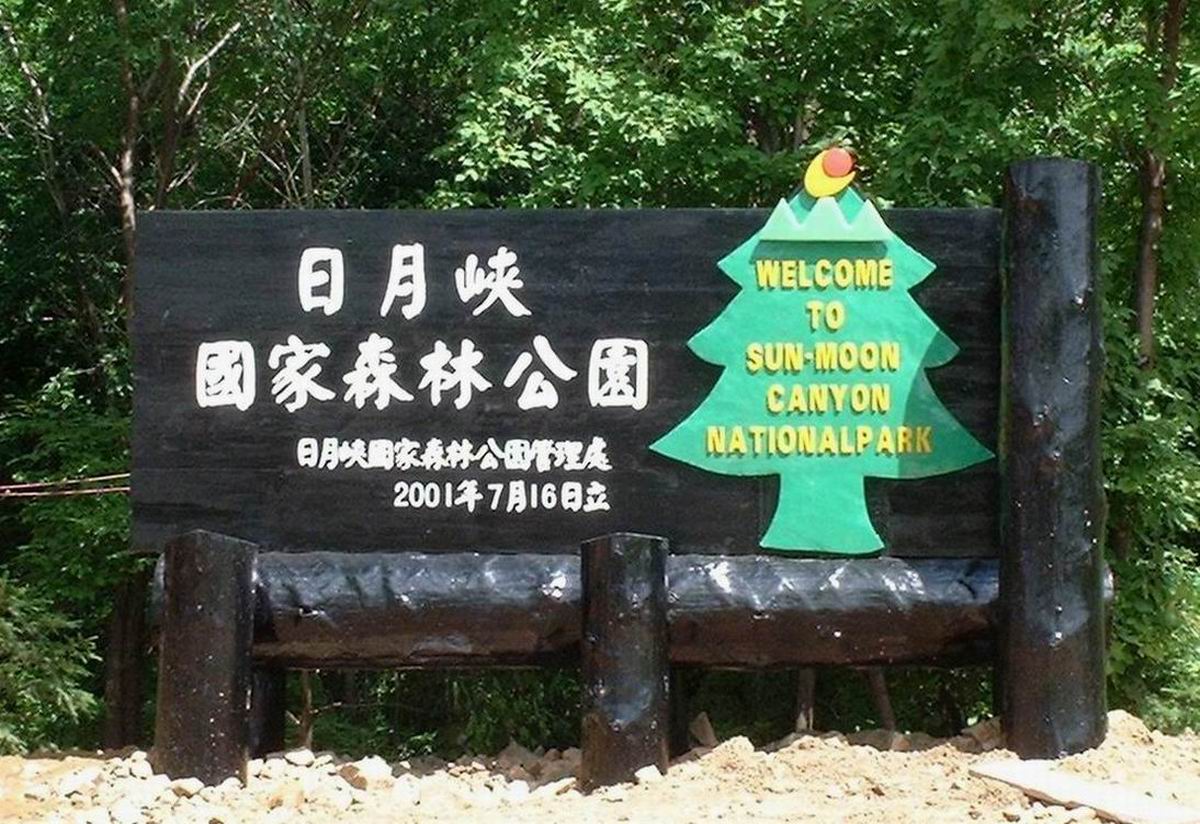 日月峡
國家森林公園
日月峡國家森林公园管理處
2001年7月16日立
WELCOME
TO
SUN-MOON
CANYON
NATIONALPARK